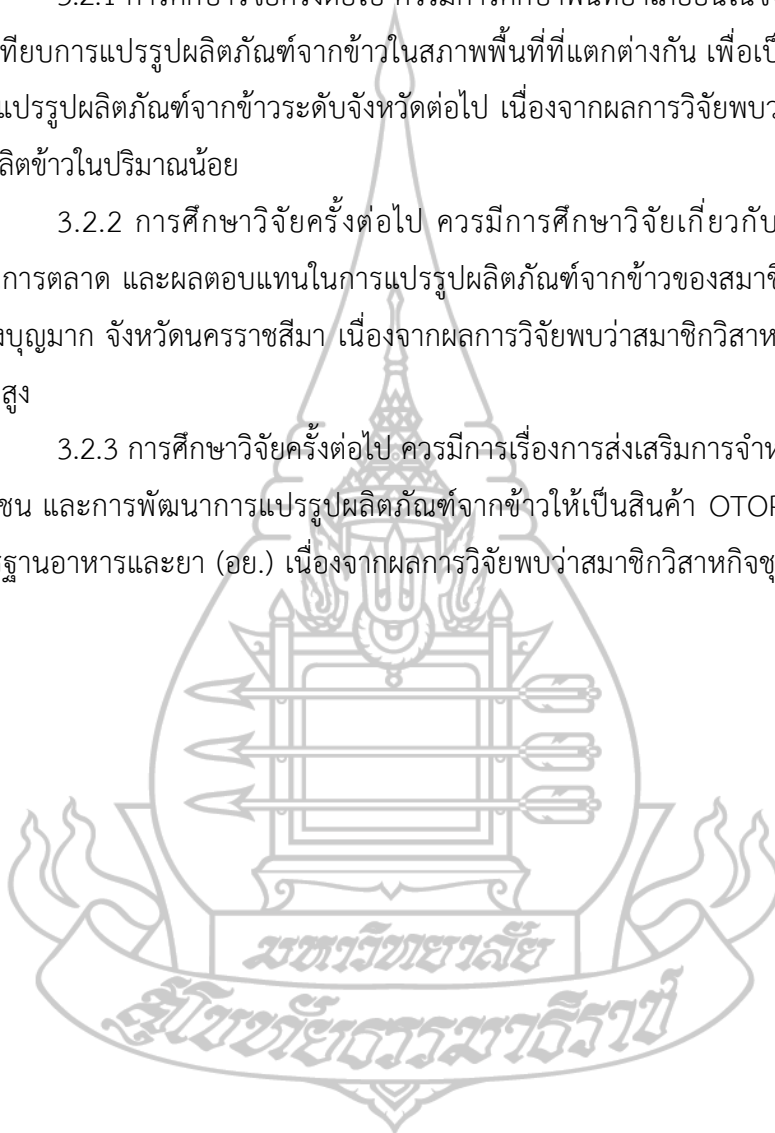 3.2.1 การศึกษาวิจัยครั้งต่อไป ควรมีการศึกษาพื้นที่อำเภออื่นใน
เทียบการแปรรูปผลิตภัณฑ์จากข้าวในสภาพพื้นที่ที่แตกต่างกัน เพื่อเป็
แปรรูปผลิตภัณฑ์จากข้าวระดับจังหวัดต่อไป เนื่องจากผลการวิจัยพบว
ลิตข้าวในปริมาณน้อย
3.2.2 การศึกษาวิจัยครั้งต่อไป ควรมีการศึกษาวิจัยเกี่ยวกับ
การตลาด และผลตอบแทนในการแปรรูปผลิตภัณฑ์จากข้าวของสมาชิ
งบุญมาก จังหวัดนครราชสีมา เนื่องจากผลการวิจัยพบว่าสมาชิกวิสาห
สูง
3.2.3 การศึกษาวิจัยครั้งต่อไป ควรมีการเรื่องการส่งเสริมการจำห
ชน และการพัฒนาการแปรรูปผลิตภัณฑ์จากข้าวให้เป็นสินค้า OTOP
รฐานอาหารและยา (อย.) เนื่องจากผลการวิจัยพบว่าสมาชิกวิสาหกิจชุ
มหาวิทยาลัย
สุโขทัยธรรมาธิราช